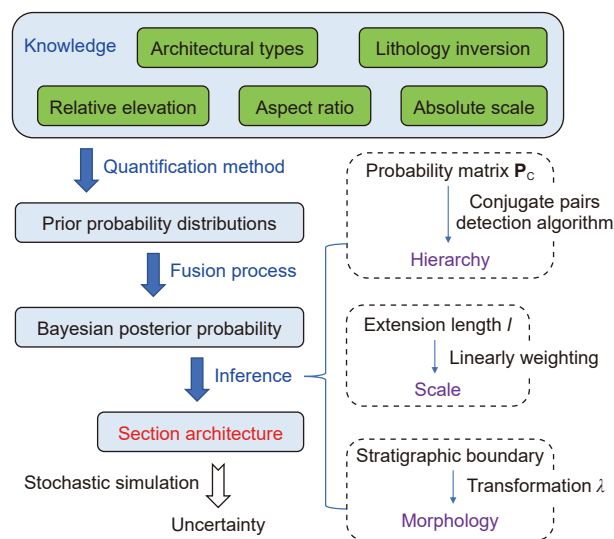 Knowledge
Architectural types
Lithology inversion
Relative elevation
Aspect ratio
Absolute scale
Quantification method
Prior probability distributions
Fusion process
Bayesian posterior probability
Inference
Section architecture
Stochastic simulation
Uncertainty
Probability matrix P_C
Conjugate pairs
detection algorithm
Hierarchy
Extension length l
Linearly weighting
Scale
Stratigraphic boundary
Transformation λ
Morphology